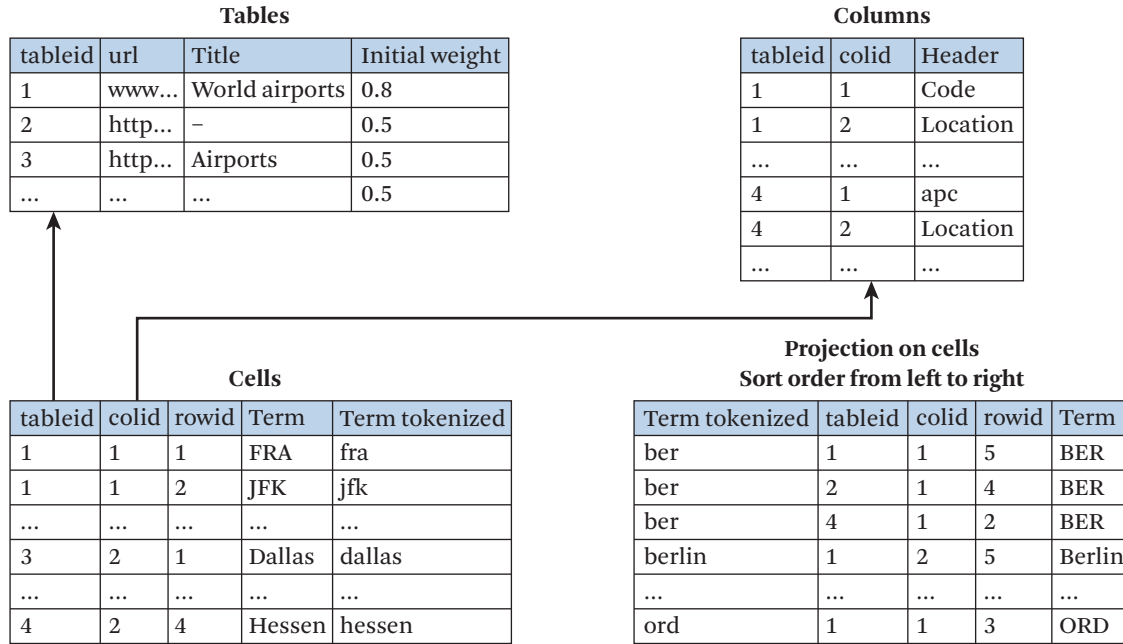 Tables
tableid url Title Initial weight
1 www... World airports 0.8
2 http... – 0.5
3 http... Airports 0.5
... ... ... 0.5
Columns
tableid colid Header
1 1 Code
1 2 Location
... ... ...
4 1 apc
4 2 Location
... ... ...
Cells
tableid colid rowid Term Term tokenized
1 1 1 FRA fra
1 1 2 JFK jfk
... ... ... ... ...
3 2 1 Dallas dallas
... ... ... ... ...
4 2 4 Hessen hessen
Projection on cells
Sort order from left to right
Term tokenized tableid colid rowid Term
ber 1 1 5 BER
ber 2 1 4 BER
ber 4 1 2 BER
berlin 1 2 5 Berlin
... ... ... ... ...
ord 1 1 3 ORD